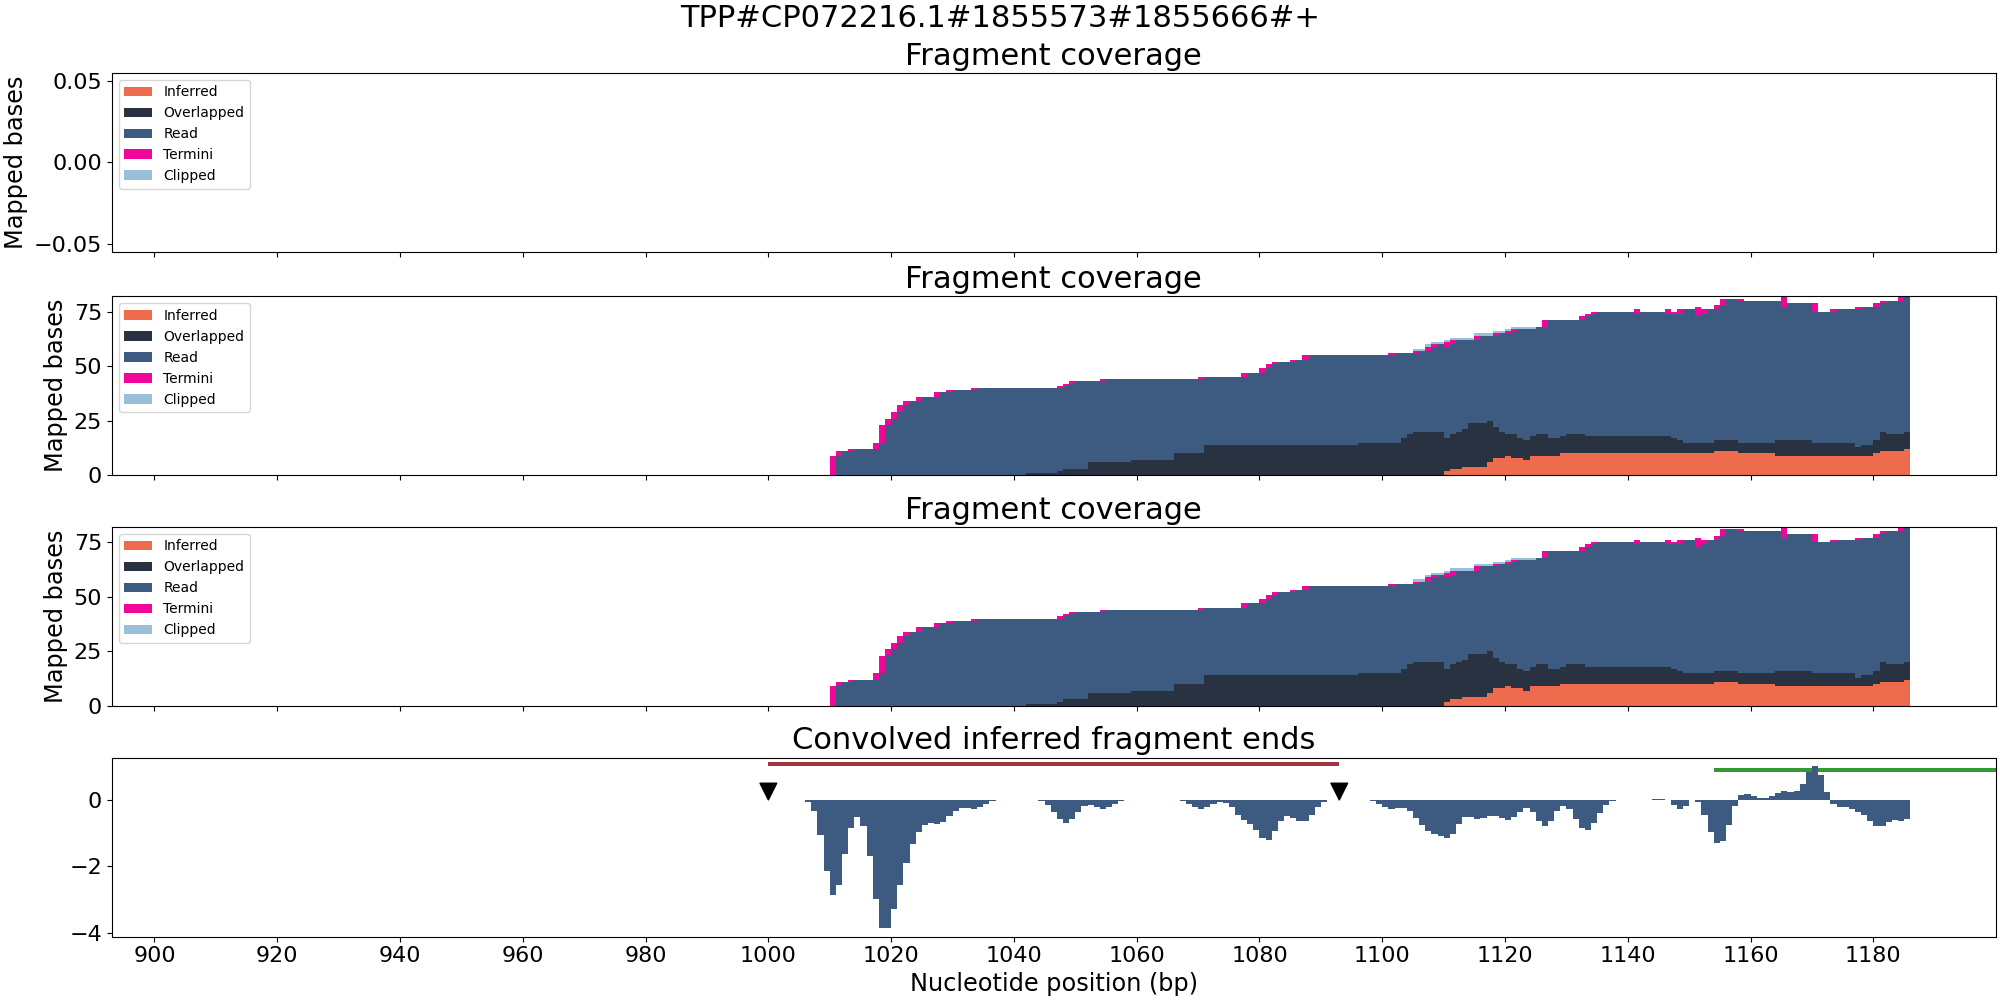 TPP#CP072216.1#1855573#1855666#+
Fragment coverage
Mapped bases
0.05
0.00
−0.05
Inferred
Overlapped
Read
Termini
Clipped
Fragment coverage
Mapped bases
75
50
25
0
Inferred
Overlapped
Read
Termini
Clipped
Fragment coverage
Mapped bases
75
50
25
0
Inferred
Overlapped
Read
Termini
Clipped
Convolved inferred fragment ends
0
−2
−4
900 920 940 960 980 1000 1020 1040 1060 1080 1100 1120 1140 1160 1180
Nucleotide position (bp)